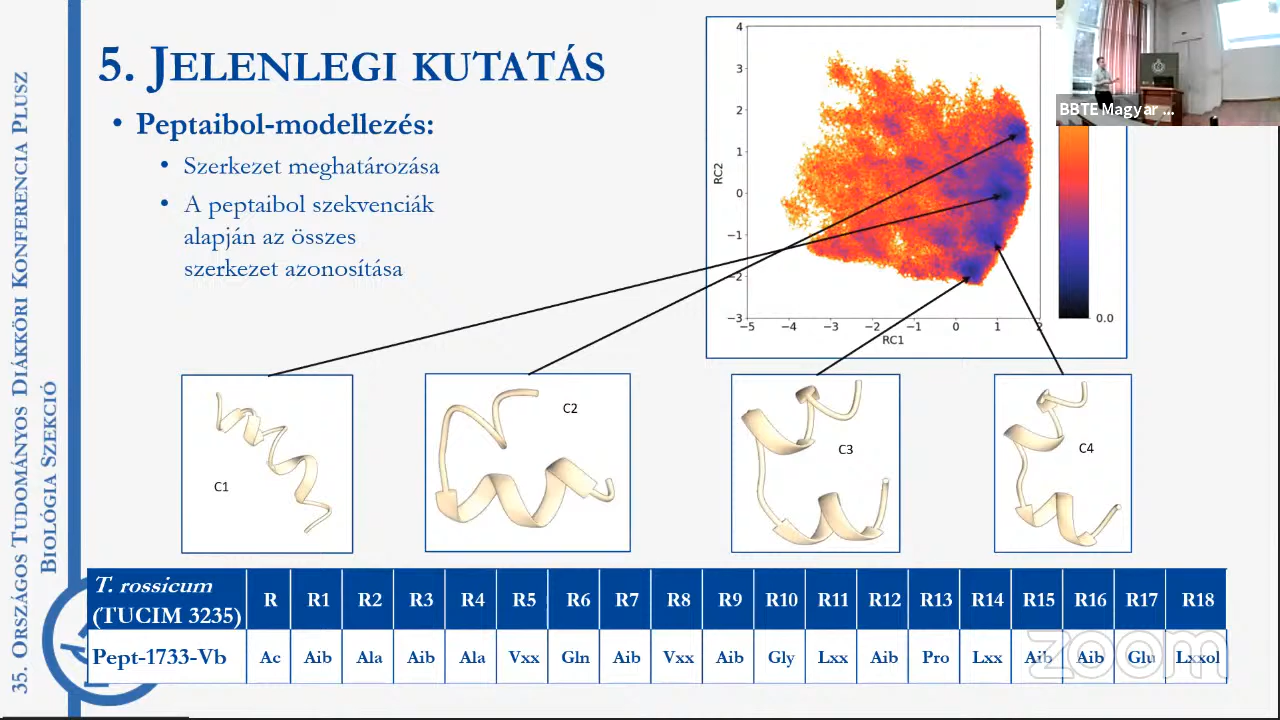 5. JELENLEGI KUTATÁS
• Peptaibol-modellezés:
• Szerkezet meghatározása
• A peptaibol szekvenciák
alapján az összes
szerkezet azonosítása
35. ORSZÁGOS TUDOMÁNYOS DIÁKKÖRI KONFERENCIA PLUSZ
BIOLÓGIA SZEKCIÓ
BBTE Magyar ...
4
3
2
1
0
−1
−2
−3
RC2
−5 −4 −3 −2 −1 0 1 2
RC1
0.0
C1
C2
C3
C4
T. rossicum (TUCIM 3235) R R1 R2 R3 R4 R5 R6 R7 R8 R9 R10 R11 R12 R13 R14 R15 R16 R17 R18
Pept-1733-Vb Ac Aib Ala Aib Ala Vxx Gln Aib Vxx Aib Gly Lxx Aib Pro Lxx Aib Aib Glu Lxxol
zoom